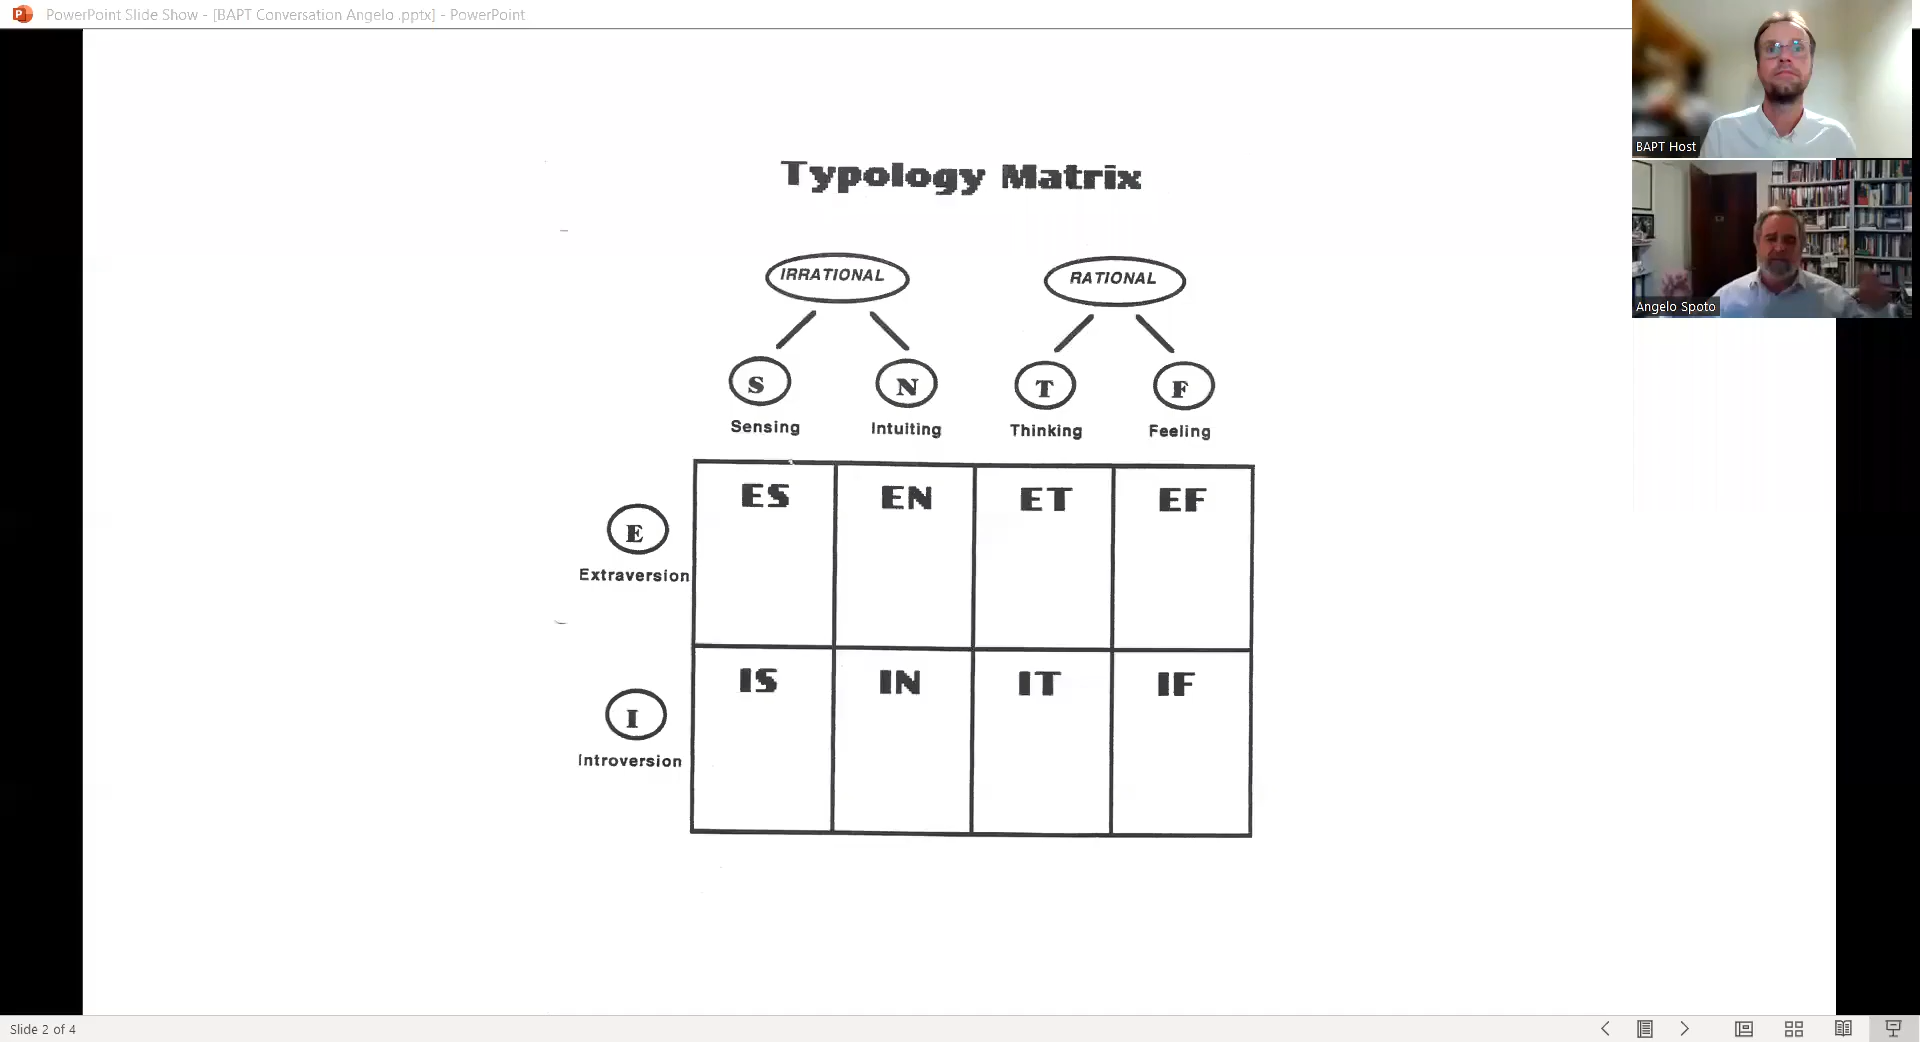 PowerPoint Slide Show - [BAPT Conversation Angelo .pptx] - PowerPoint
BAPT Host
Angelo Spoto
Typology Matrix
IRRATIONAL RATIONAL
S N T F
Sensing Intuiting Thinking Feeling
ES EN ET EF
E
Extraversion
IS IN IT IF
I
Introversion
Slide 2 of 4